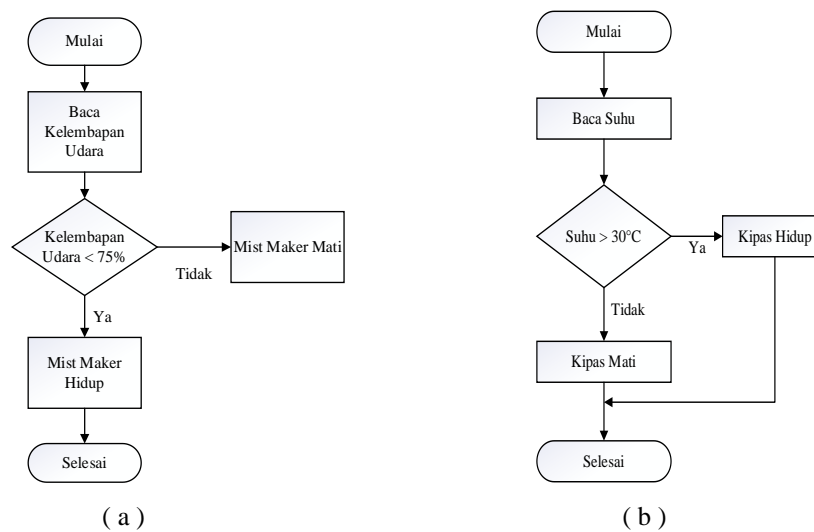 Mulai
Baca
Kelembapan
Udara
Kelembapan
Udara < 75%
Tidak
Mist Maker Mati
Ya
Mist Maker
Hidup
Selesai
( a )
Mulai
Baca Suhu
Suhu > 30°C
Ya
Kipas Hidup
Tidak
Kipas Mati
Selesai
( b )